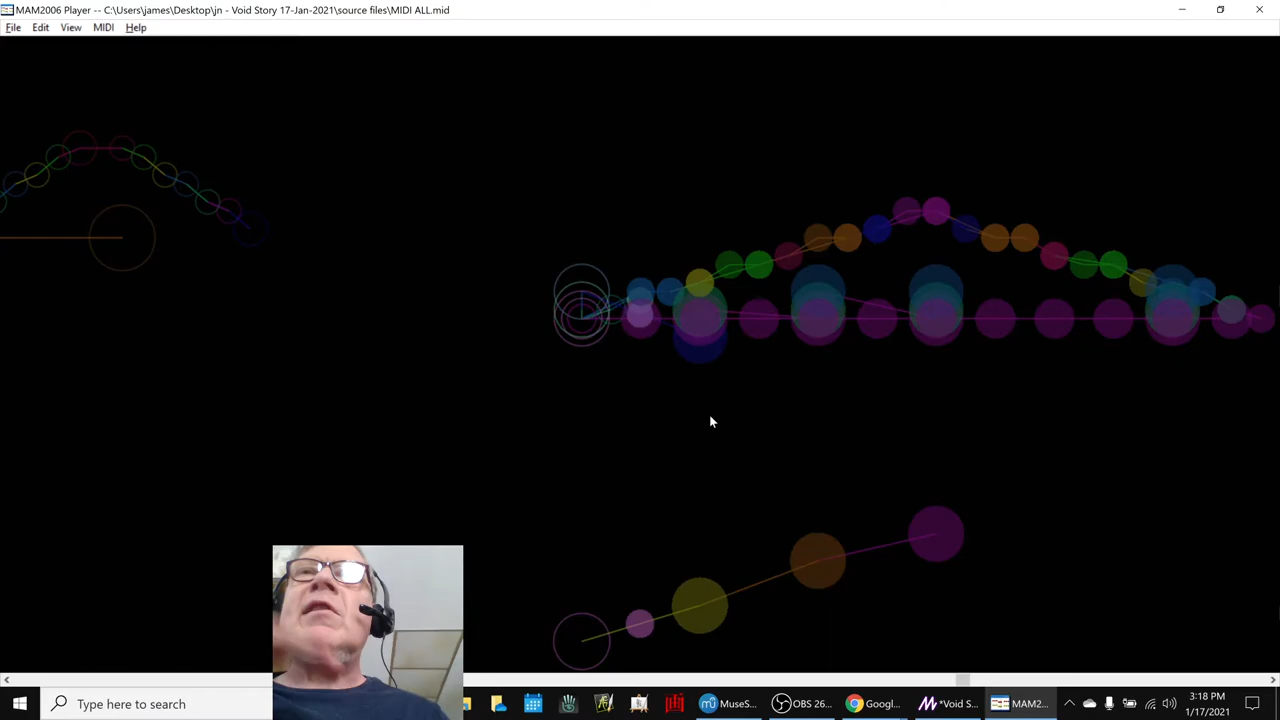 MAM2006 Player -- C:\Users\james\Desktop\jn - Void Story 17-Jan-2021\source files\MIDI ALL.mid
File Edit View MIDI Help
Type here to search
MuseS...
OBS 26...
Googl...
*Void S...
MAM2...
3:18 PM
1/17/2021